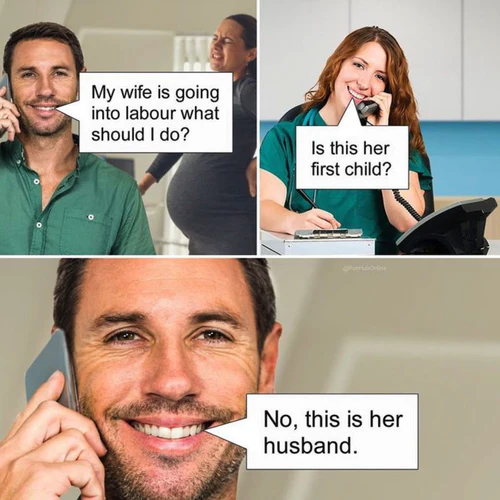 My wife is going
into labour what
should I do?
Is this her
first child?
No, this is her
husband.